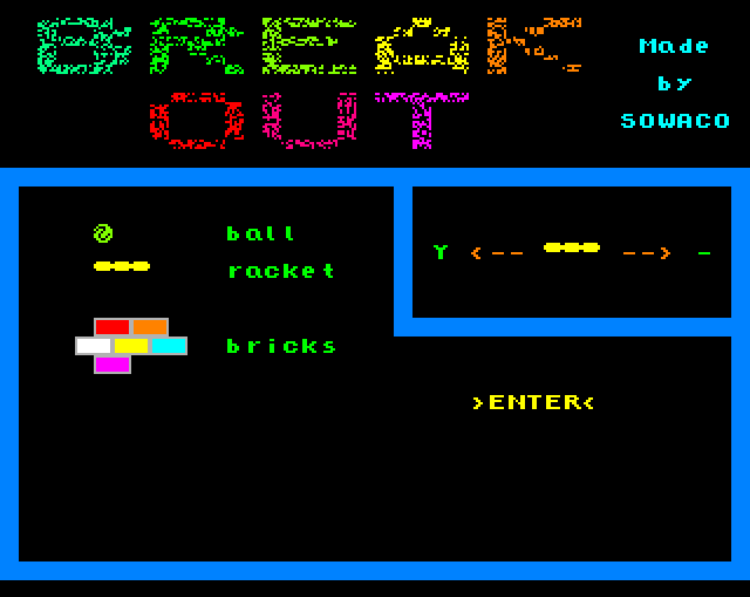 BREAK
OUT
Made
by
SOWACO
ball
racket
bricks
Y <-- --> -
>ENTER<